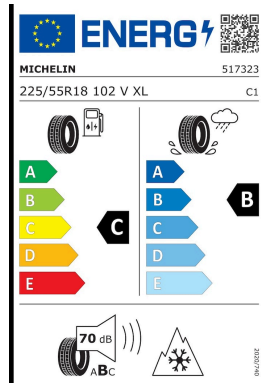 ENERG
MICHELIN 517323
225/55R18 102 V XL C1
A A
B B B
C C C
D D
E E
70 dB
ABC
2020/740